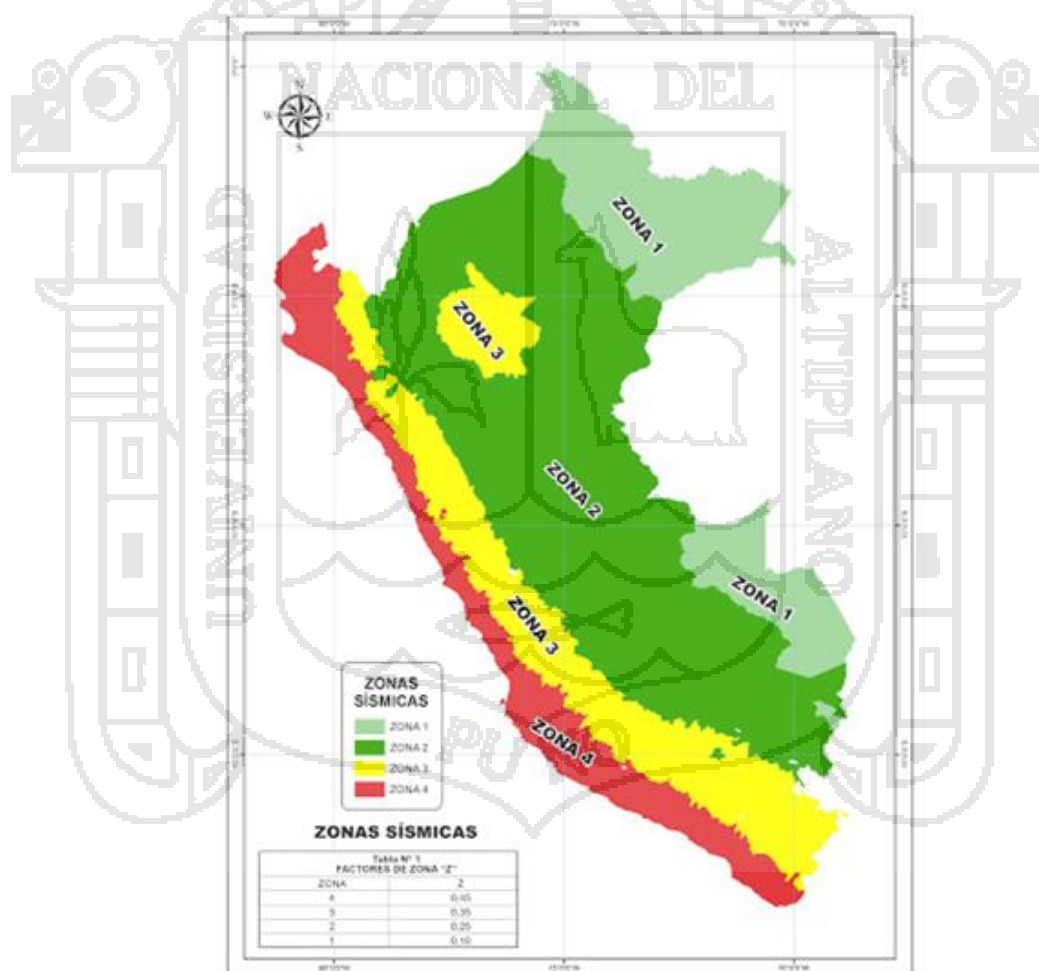 NACIONAL DEL
UNIVERSIDAD
ALTIPLANO
PUNO
N
W E
S
ZONA 1
ZONA 3
ZONA 2
ZONA 1
ZONA 3
ZONA 4
ZONAS
SÍSMICAS
ZONA 1
ZONA 2
ZONA 3
ZONA 4
ZONAS SÍSMICAS
Tabla N° 1
FACTORES DE ZONA "Z"
ZONA Z
4 0,45
3 0,35
2 0,25
1 0,10